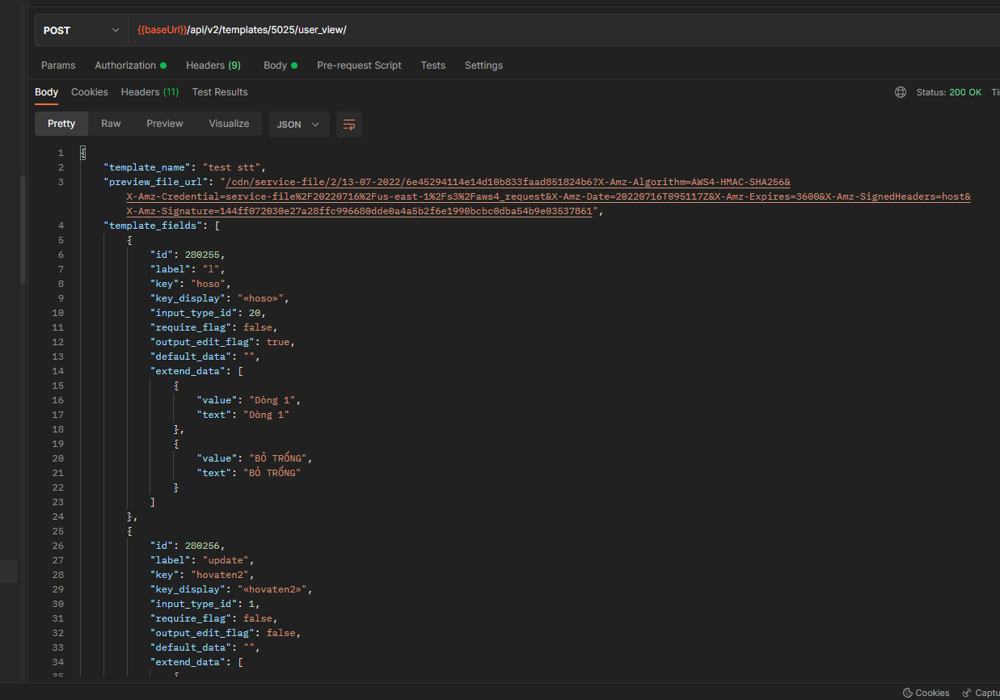 POST {{baseUrl}}/api/v2/templates/5025/user_view/
Params Authorization Headers (9) Body Pre-request Script Tests Settings
Body Cookies Headers (11) Test Results Status: 200 OK
Pretty Raw Preview Visualize JSON
1 {
2 "template_name": "test stt",
3 "preview_file_url": "/cdn/service-file/2/13-07-2022/6e45294114e14d10b833faad851824b6?X-Amz-Algorithm=AWS4-HMAC-SHA256&
X-Amz-Credential=service-file%2F20220716%2Fus-east-1%2Fs3%2Faws4_request&X-Amz-Date=20220716T095117Z&X-Amz-Expires=3600&X-Amz-SignedHeaders=host&
X-Amz-Signature=144ff072030e27a28ffc996680dde0a4a5b2f6e1990bcbc0dba54b9e03537861",
4 "template_fields": [
5 {
6 "id": 280255,
7 "label": "l",
8 "key": "hoso",
9 "key_display": "«hoso»",
10 "input_type_id": 20,
11 "require_flag": false,
12 "output_edit_flag": true,
13 "default_data": "",
14 "extend_data": [
15 {
16 "value": "Dòng 1",
17 "text": "Dòng 1"
18 },
19 {
20 "value": "BỎ TRỐNG",
21 "text": "BỎ TRỐNG"
22 }
23 ]
24 },
25 {
26 "id": 280256,
27 "label": "update",
28 "key": "hovaten2",
29 "key_display": "«hovaten2»",
30 "input_type_id": 1,
31 "require_flag": false,
32 "output_edit_flag": false,
33 "default_data": "",
34 "extend_data": [
35 {
Cookies